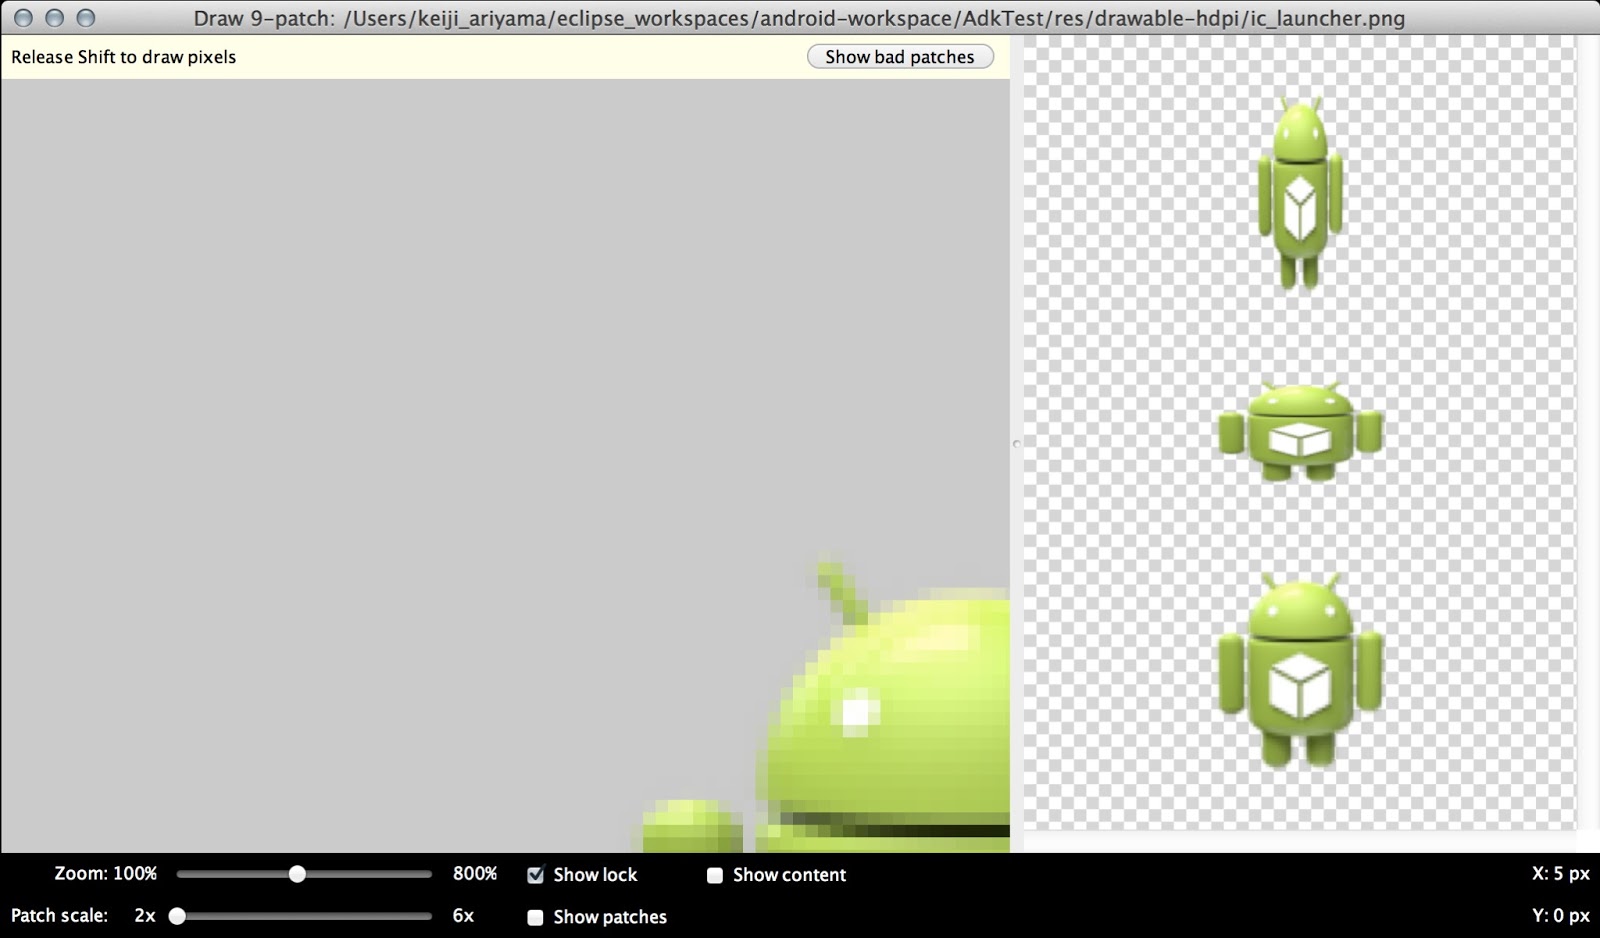 Draw 9-patch: /Users/keiji_ariyama/eclipse_workspaces/android-workspace/AdkTest/res/drawable-hdpi/ic_launcher.png
Release Shift to draw pixels
Show bad patches
Zoom: 100%
800%
Show lock
Show content
X: 5 px
Patch scale: 2x
6x
Show patches
Y: 0 px